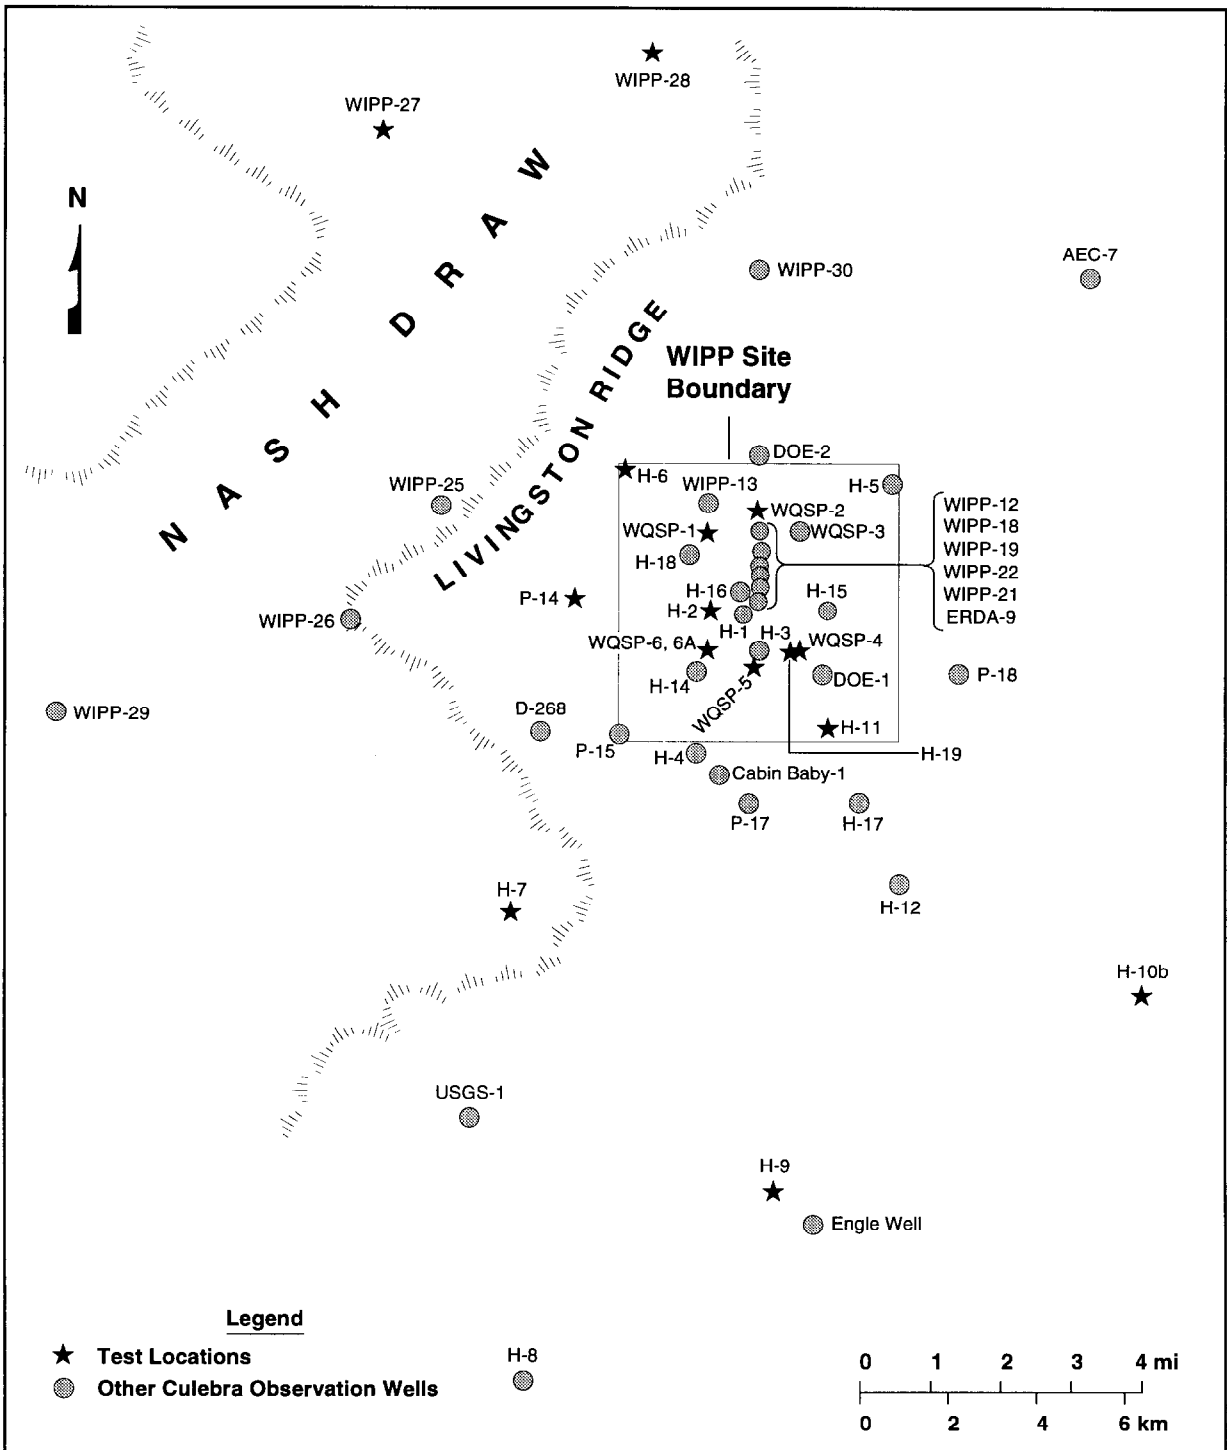 WIPP-28
WIPP-27
N
NASH DRAW
AEC-7
WIPP-30
LIVINGSTON RIDGE
WIPP Site
Boundary
DOE-2
H-6
WIPP-25
WIPP-13
H-5
WIPP-12
WQSP-2
WIPP-18
WQSP-1
WQSP-3
WIPP-19
H-18
WIPP-22
H-16
H-15
WIPP-21
P-14
H-2
ERDA-9
WIPP-26
H-1
H-3
WQSP-6, 6A
WQSP-4
H-14
DOE-1
P-18
WQSP-5
WIPP-29
D-268
H-11
P-15
H-4
H-19
Cabin Baby-1
P-17
H-17
H-7
H-12
H-10b
USGS-1
H-9
Engle Well
Legend
Test Locations
H-8
Other Culebra Observation Wells
0 1 2 3 4 mi
0 2 4 6 km